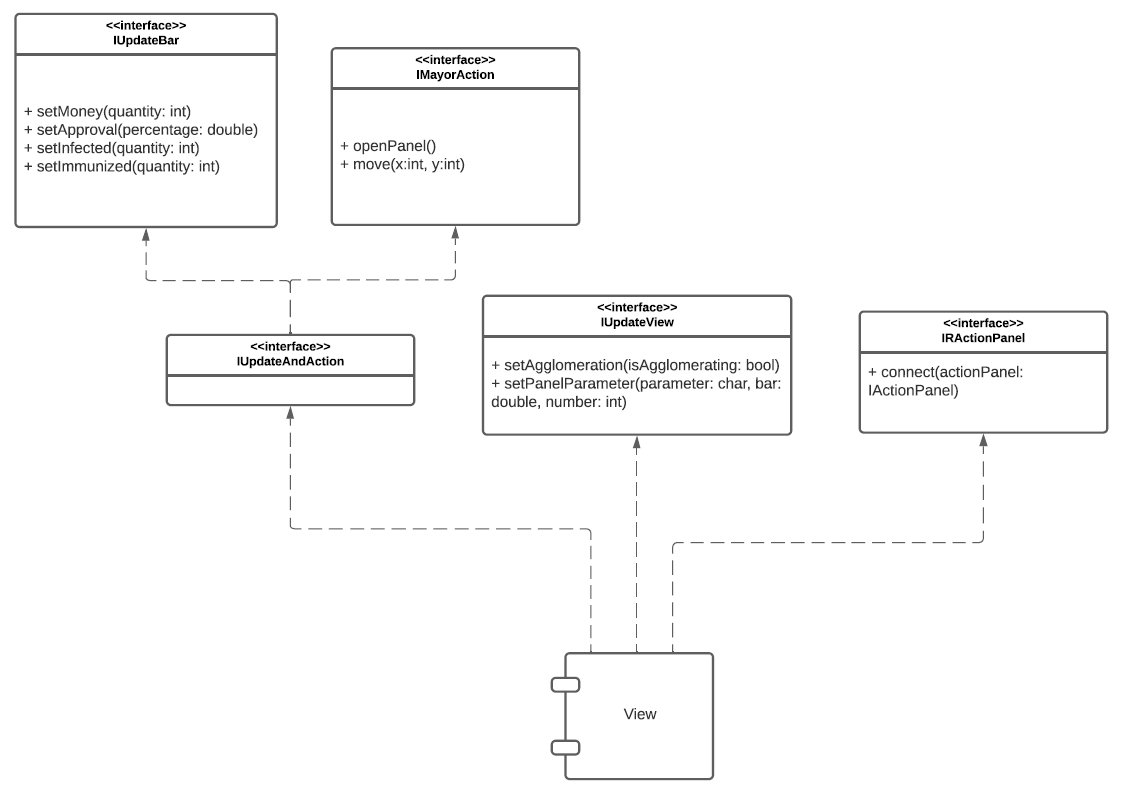 <<interface>>
IUpdateBar
+ setMoney(quantity: int)
+ setApproval(percentage: double)
+ setInfected(quantity: int)
+ setImmunized(quantity: int)
<<interface>>
IMayorAction
+ openPanel()
+ move(x:int, y:int)
<<interface>>
IUpdateAndAction
<<interface>>
IUpdateView
+ setAgglomeration(isAgglomerating: bool)
+ setPanelParameter(parameter: char, bar:
double, number: int)
<<interface>>
IRActionPanel
+ connect(actionPanel:
IActionPanel)
View